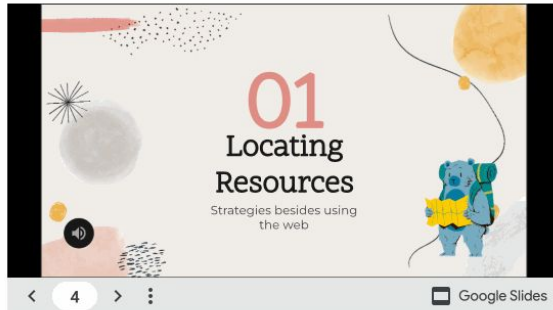 01
Locating
Resources
Strategies besides using
the web
4
Google Slides